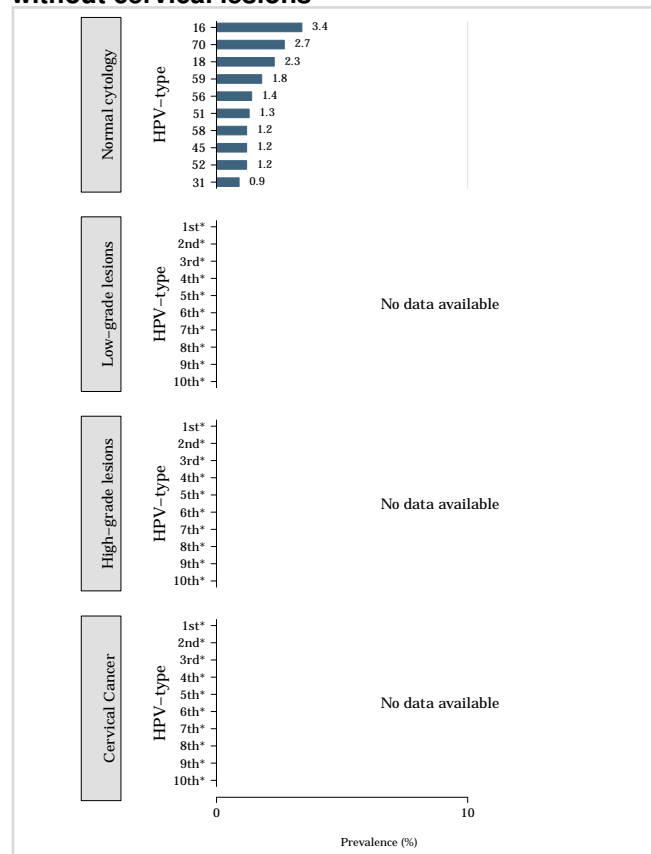 without cervical lesions
Normal cytology
HPV−type
16 3.4
70 2.7
18 2.3
59 1.8
56 1.4
51 1.3
58 1.2
45 1.2
52 1.2
31 0.9
Low−grade lesions
HPV−type
1st*
2nd*
3rd*
4th*
5th*
6th*
7th*
8th*
9th*
10th*
No data available
High−grade lesions
HPV−type
1st*
2nd*
3rd*
4th*
5th*
6th*
7th*
8th*
9th*
10th*
No data available
Cervical Cancer
HPV−type
1st*
2nd*
3rd*
4th*
5th*
6th*
7th*
8th*
9th*
10th*
No data available
0 10
Prevalence (%)